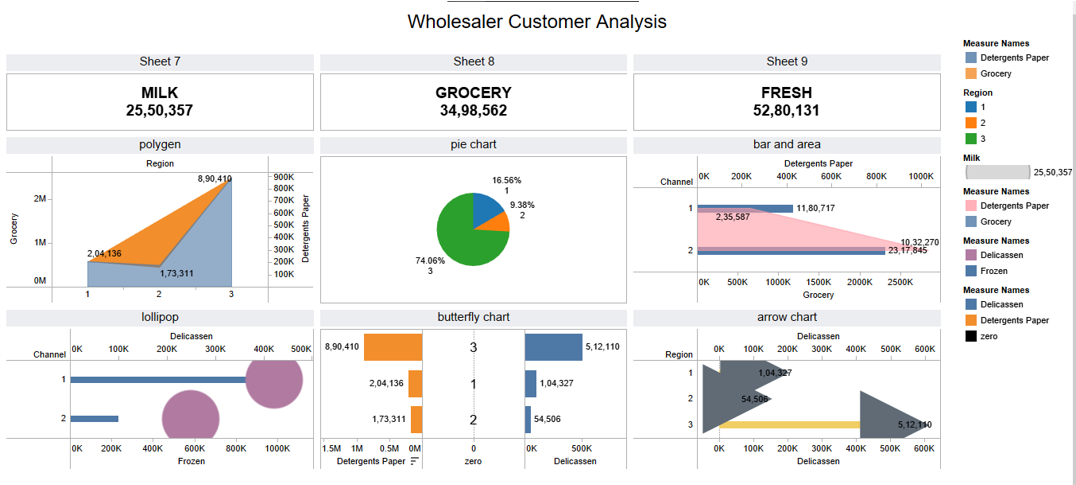 Wholesaler Customer Analysis
Sheet 7
MILK
25,50,357
Sheet 8
GROCERY
34,98,562
Sheet 9
FRESH
52,80,131
polygen
Region
Grocery
2M
1M
0M
8,90,410
2,04,136
1,73,311
1 2 3
900K
800K
700K
600K
500K
400K
300K
200K
100K
Detergents Paper
pie chart
16.56%
1
9.38%
2
74.06%
3
bar and area
Detergents Paper
Channel 0K 200K 400K 600K 800K 1000K
1 11,80,717
2,35,587
10,32,270
2 23,17,845
0K 500K 1000K 1500K 2000K 2500K
Grocery
lollipop
Delicassen
Channel 0K 100K 200K 300K 400K 500K
1
2
0K 200K 400K 600K 800K 1000K
Frozen
butterfly chart
8,90,410 3 5,12,110
2,04,136 1 1,04,327
1,73,311 2 54,506
1.5M 1M 0.5M 0M 0 0K 500K
Detergents Paper zero Delicassen
arrow chart
Delicassen
Region 0K 100K 200K 300K 400K 500K 600K
1 1,04,327
2 54,506
3 5,12,110
0K 100K 200K 300K 400K 500K 600K
Delicassen
Measure Names
Detergents Paper
Grocery
Region
1
2
3
Milk
25,50,357
Measure Names
Detergents Paper
Grocery
Measure Names
Delicassen
Frozen
Measure Names
Delicassen
Detergents Paper
zero